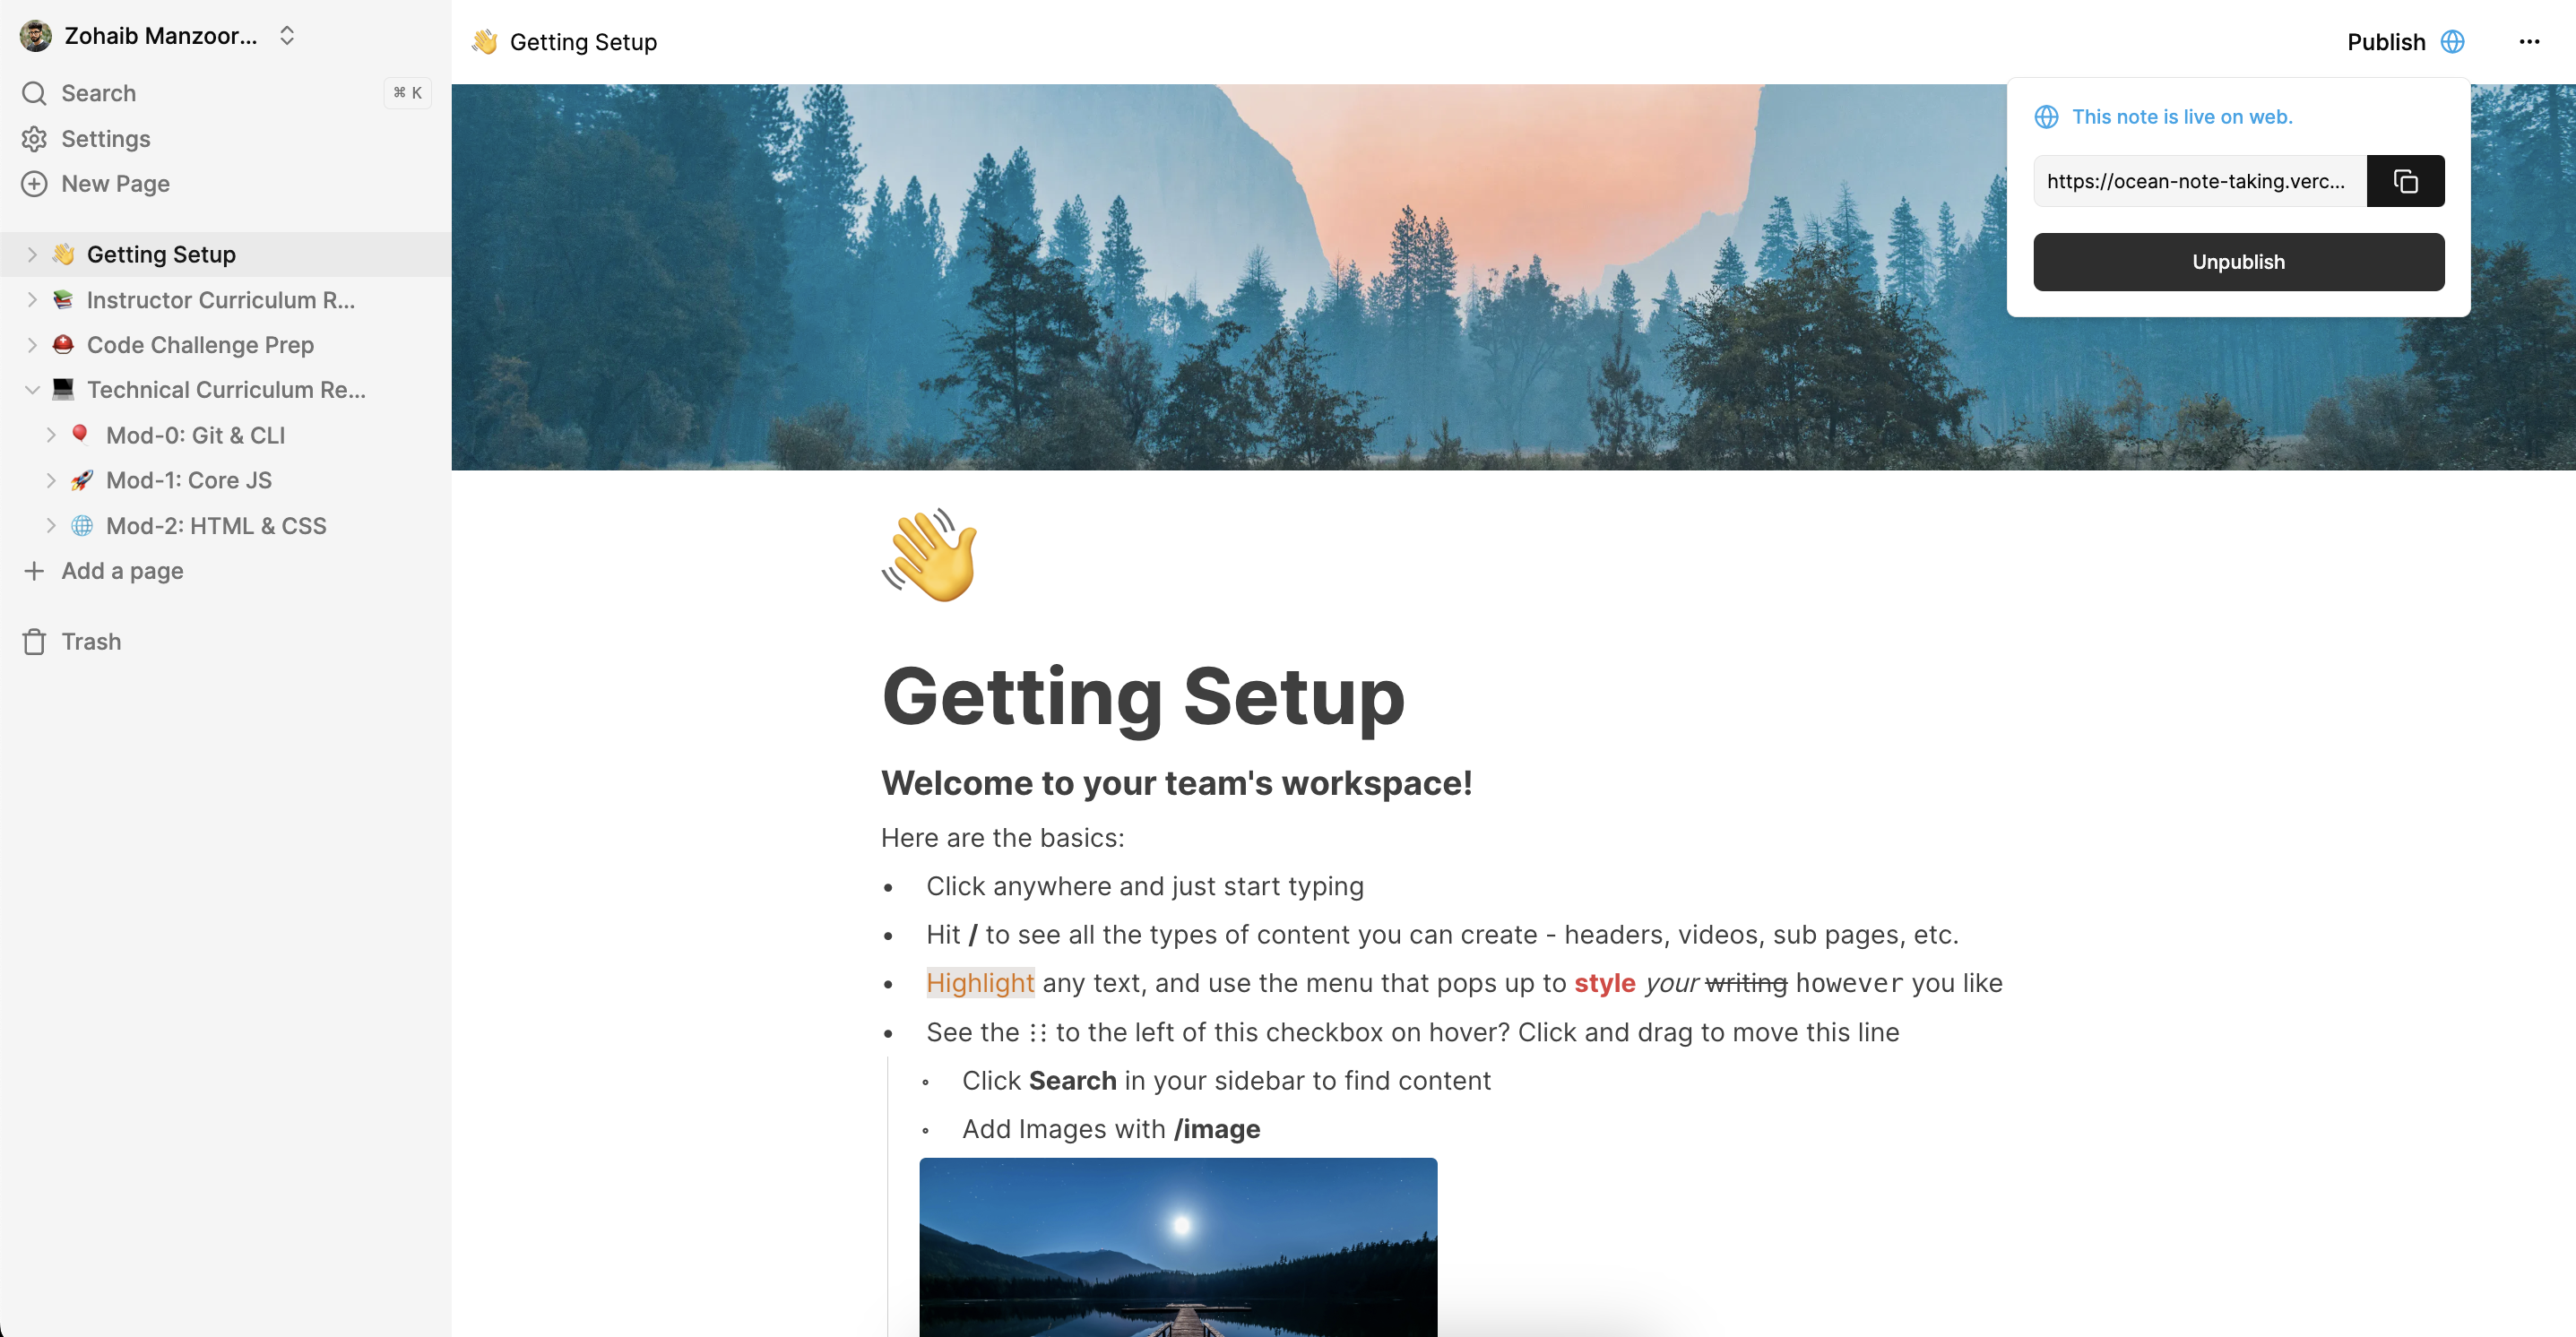 Zohaib Manzoor...
Search
⌘ K
Settings
New Page
Getting Setup
Instructor Curriculum R...
Code Challenge Prep
Technical Curriculum Re...
Mod-0: Git & CLI
Mod-1: Core JS
Mod-2: HTML & CSS
Add a page
Trash
Getting Setup
Publish
This note is live on web.
https://ocean-note-taking.verc...
Unpublish
Getting Setup
Welcome to your team's workspace!
Here are the basics:
• Click anywhere and just start typing
• Hit / to see all the types of content you can create - headers, videos, sub pages, etc.
• Highlight any text, and use the menu that pops up to style your writing however you like
• See the ⋮⋮ to the left of this checkbox on hover? Click and drag to move this line
◦ Click Search in your sidebar to find content
◦ Add Images with /image